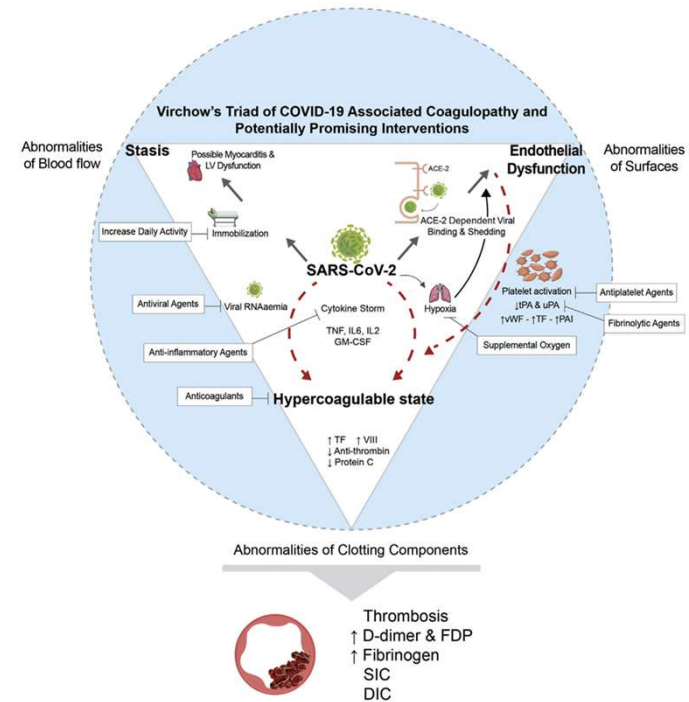 Virchow's Triad of COVID-19 Associated Coagulopathy and
Potentially Promising Interventions
Abnormalities
of Blood flow
Stasis
Possible Myocarditis &
LV Dysfunction
ACE-2
Endothelial
Dysfunction
Abnormalities
of Surfaces
Increase Daily Activity
Immobilization
ACE-2 Dependent Viral
Binding & Shedding
SARS-CoV-2
Antiviral Agents
Viral RNAaemia
Cytokine Storm
TNF, IL6, IL2
GM-CSF
Hypoxia
Platelet activation
↓tPA & uPA
↑vWF - ↑TF - ↑PAI
Antiplatelet Agents
Fibrinolytic Agents
Supplemental Oxygen
Anti-inflammatory Agents
Anticoagulants
Hypercoagulable state
↑ TF ↑ VIII
↓ Anti-thrombin
↓ Protein C
Abnormalities of Clotting Components
Thrombosis
↑ D-dimer & FDP
↑ Fibrinogen
SIC
DIC